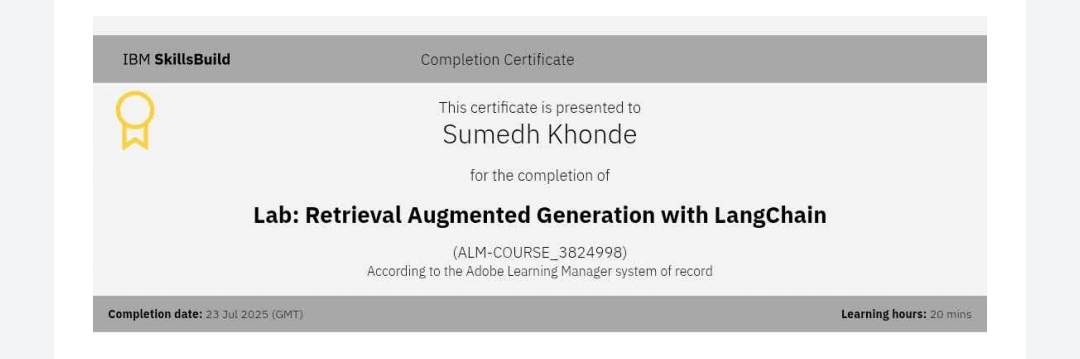 IBM SkillsBuild
Completion Certificate
This certificate is presented to
Sumedh Khonde
for the completion of
Lab: Retrieval Augmented Generation with LangChain
(ALM-COURSE_3824998)
According to the Adobe Learning Manager system of record
Completion date: 23 Jul 2025 (GMT)
Learning hours: 20 mins